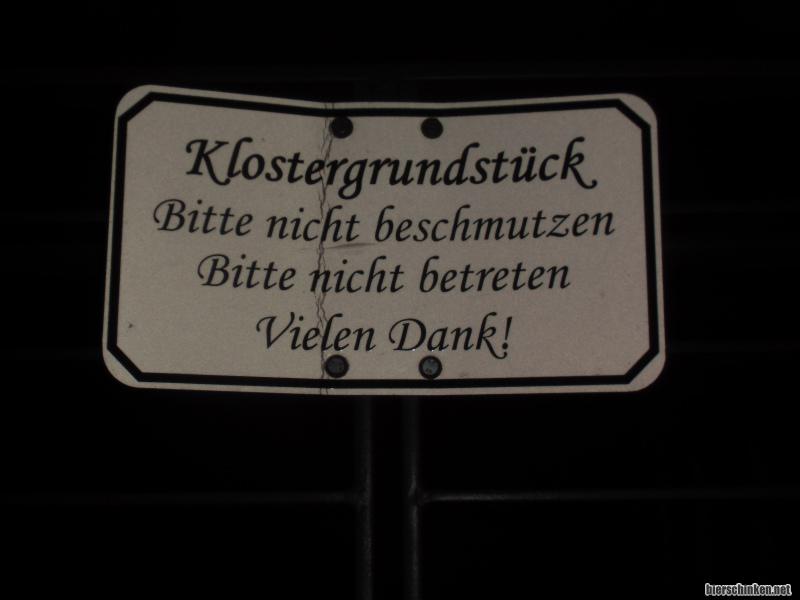 Klostergrundstück
Bitte nicht beschmutzen
Bitte nicht betreten
Vielen Dank!
bierschinken.net